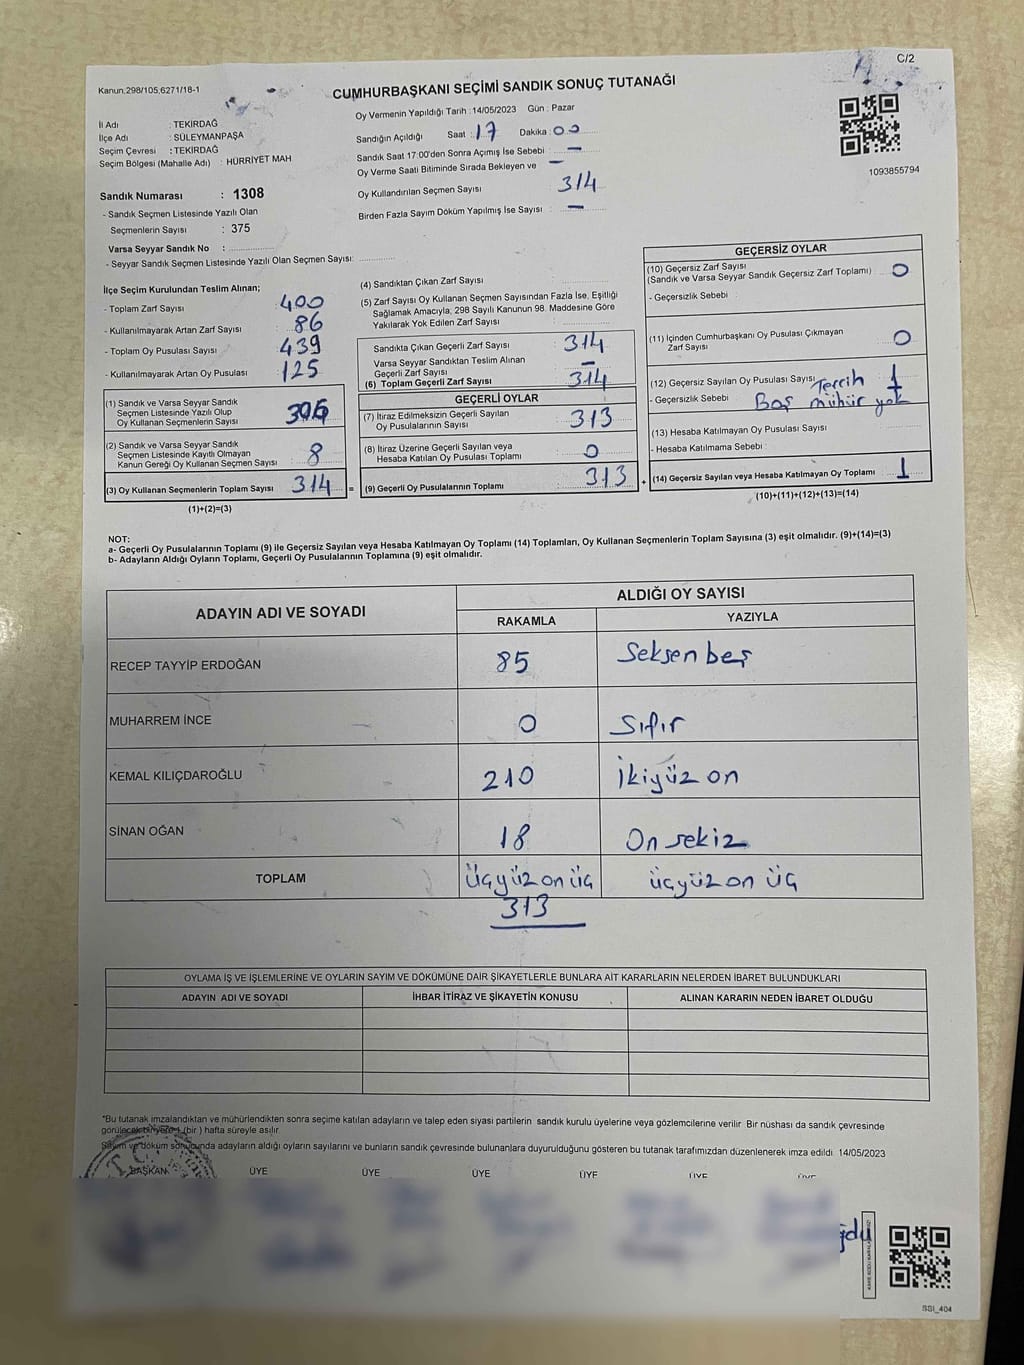 C/2
Kanun.298/105,6271/18-1
CUMHURBAŞKANI SEÇİMİ SANDIK SONUÇ TUTANAĞI
İl Adı : TEKİRDAĞ
İlçe Adı : SÜLEYMANPAŞA
Seçim Çevresi : TEKİRDAĞ
Seçim Bölgesi (Mahalle Adı) : HÜRRİYET MAH
Oy Vermenin Yapıldığı Tarih : 14/05/2023 Gün : Pazar
Sandığın Açıldığı Saat : 17 Dakika : 00
Sandık Saat 17:00'den Sonra Açımış İse Sebebi : -
Oy Verme Saati Bitiminde Sırada Bekleyen ve -
Oy Kullandırılan Seçmen Sayısı 314
Birden Fazla Sayım Döküm Yapılmış İse Sayısı : -
1093855794
Sandık Numarası : 1308
- Sandık Seçmen Listesinde Yazılı Olan
Seçmenlerin Sayısı : 375
Varsa Seyyar Sandık No :
- Seyyar Sandık Seçmen Listesinde Yazılı Olan Seçmen Sayısı:
İlçe Seçim Kurulundan Teslim Alınan;
- Toplam Zarf Sayısı 400
- Kullanılmayarak Artan Zarf Sayısı 86
- Toplam Oy Pusulası Sayısı 439
- Kullanılmayarak Artan Oy Pusulası 125
(1) Sandık ve Varsa Seyyar Sandık
Seçmen Listesinde Yazılı Olup
Oy Kullanan Seçmenlerin Sayısı 306
(2) Sandık ve Varsa Seyyar Sandık
Seçmen Listesinde Kayıtlı Olmayan
Kanun Gereği Oy Kullanan Seçmen Sayısı 8
(3) Oy Kullanan Seçmenlerin Toplam Sayısı 314 =
(1)+(2)=(3)
(4) Sandıktan Çıkan Zarf Sayısı
(5) Zarf Sayısı Oy Kullanan Seçmen Sayısından Fazla İse, Eşitliği
Sağlamak Amacıyla; 298 Sayılı Kanunun 98. Maddesine Göre
Yakılarak Yok Edilen Zarf Sayısı
Sandıkta Çıkan Geçerli Zarf Sayısı 314
Varsa Seyyar Sandıktan Teslim Alınan
Geçerli Zarf Sayısı -
(6) Toplam Geçerli Zarf Sayısı 314
GEÇERLİ OYLAR
(7) İtiraz Edilmeksizin Geçerli Sayılan
Oy Pusulalarının Sayısı 313
(8) İtiraz Üzerine Geçerli Sayılan veya
Hesaba Katılan Oy Pusulası Toplamı 0
(9) Geçerli Oy Pusulalarının Toplamı 313 +
GEÇERSİZ OYLAR
(10) Geçersiz Zarf Sayısı
(Sandık ve Varsa Seyyar Sandık Geçersiz Zarf Toplamı) 0
- Geçersizlik Sebebi :
(11) İçinden Cumhurbaşkanı Oy Pusulası Çıkmayan
Zarf Sayısı 0
(12) Geçersiz Sayılan Oy Pusulası Sayısı 1
- Geçersizlik Sebebi Tercih
Boş mühür yok
(13) Hesaba Katılmayan Oy Pusulası Sayısı
- Hesaba Katılmama Sebebi :
(14) Geçersiz Sayılan veya Hesaba Katılmayan Oy Toplamı 1
(10)+(11)+(12)+(13)=(14)
NOT:
a- Geçerli Oy Pusulalarının Toplamı (9) ile Geçersiz Sayılan veya Hesaba Katılmayan Oy Toplamı (14) Toplamları, Oy Kullanan Seçmenlerin Toplam Sayısına (3) eşit olmalıdır. (9)+(14)=(3)
b- Adayların Aldığı Oyların Toplamı, Geçerli Oy Pusulalarının Toplamına (9) eşit olmalıdır.
ADAYIN ADI VE SOYADI
ALDIĞI OY SAYISI
RAKAMLA YAZIYLA
RECEP TAYYİP ERDOĞAN 85 Seksen beş
MUHARREM İNCE 0 Sıfır
KEMAL KILIÇDAROĞLU 210 İkiyüz on
SİNAN OĞAN 18 On sekiz
TOPLAM Üçyüz on üç üçyüz on üç
313
OYLAMA İŞ VE İŞLEMLERİNE VE OYLARIN SAYIM VE DÖKÜMÜNE DAİR ŞİKAYETLERLE BUNLARA AİT KARARLARIN NELERDEN İBARET BULUNDUKLARI
ADAYIN ADI VE SOYADI İHBAR İTİRAZ VE ŞİKAYETİN KONUSU ALINAN KARARIN NEDEN İBARET OLDUĞU
*Bu tutanak imzalandıktan ve mühürlendikten sonra seçime katılan adayların ve talep eden siyasi partilerin sandık kurulu üyelerine veya gözlemcilerine verilir. Bir nüshası da sandık çevresinde
görülecek bir yere 1 (bir ) hafta süreyle asılır.
Sayım ve döküm sonucunda adayların aldığı oyların sayılarını ve bunların sandık çevresinde bulunanlara duyurulduğunu gösteren bu tutanak tarafımızdan düzenlenerek imza edildi. 14/05/2023
BAŞKAN ÜYE ÜYE ÜYE ÜYE ÜYE ÜYE
T.C.
SSI_404